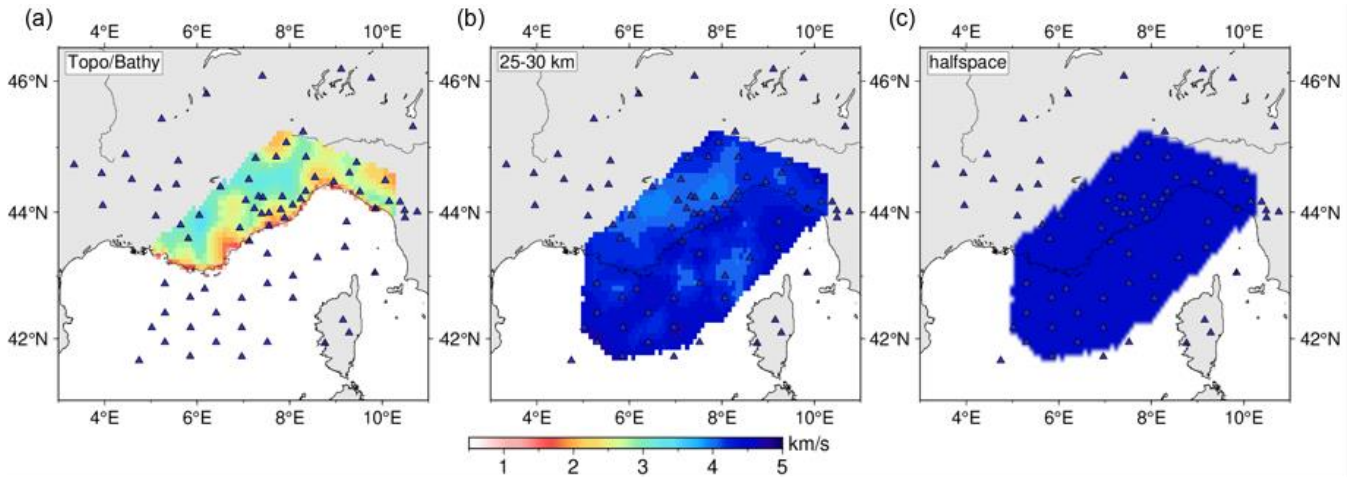 (a) (b) (c)
4°E 6°E 8°E 10°E 4°E 6°E 8°E 10°E 4°E 6°E 8°E 10°E
Topo/Bathy 25-30 km halfspace
46°N 46°N 46°N 46°N
44°N 44°N 44°N 44°N
42°N 42°N 42°N 42°N
4°E 6°E 8°E 10°E 4°E 6°E 8°E 10°E 4°E 6°E 8°E 10°E
km/s
1 2 3 4 5